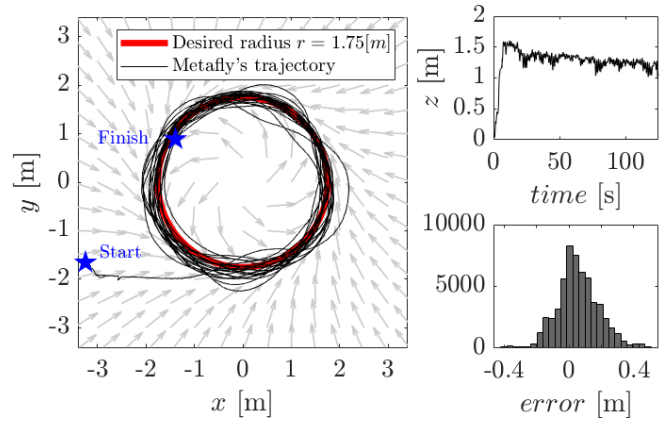 Desired radius r = 1.75[m]
Metafly's trajectory
Finish
Start
3
2
1
0
-1
-2
-3
y [m]
-3 -2 -1 0 1 2 3
x [m]
2
1.5
1
0.5
0
z [m]
0 50 100
time [s]
10000
5000
0
-0.4 0 0.4
error [m]